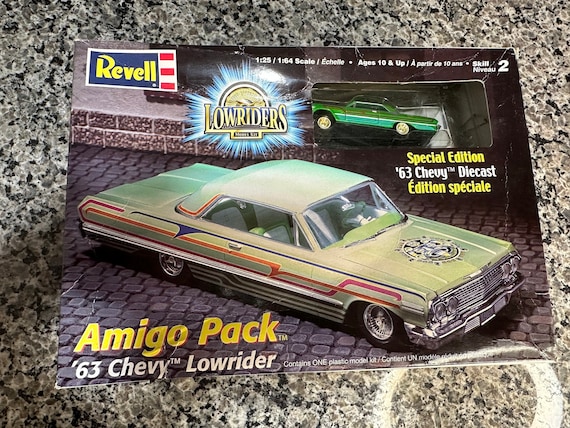 Revell
1:25 / 1:64 Scale / Échelle • Ages 10 & Up / À partir de 10 ans • Skill Niveau 2
LOWRIDERS
MODEL KIT
Special Edition
'63 Chevy™ Diecast
Édition spéciale
Amigo Pack™
'63 Chevy™ Lowrider
Contains ONE plastic model kit / Contient UN modèle